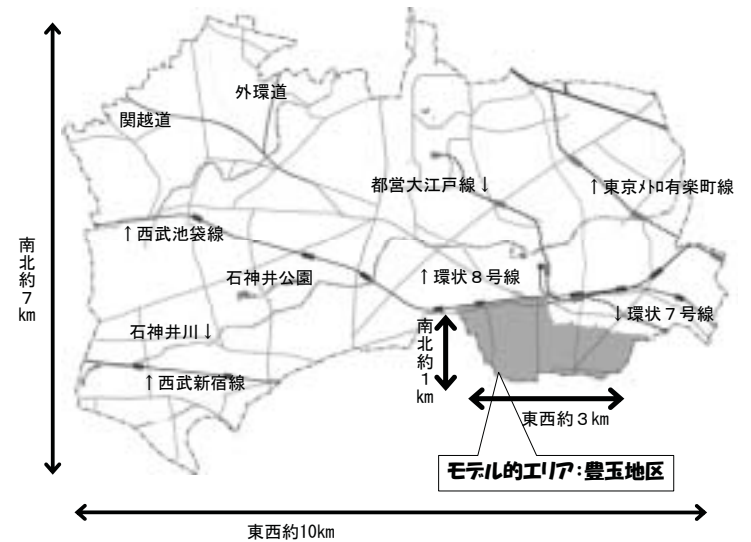 外環道
関越道
都営大江戸線↓
↑東京メトロ有楽町線
↑西武池袋線
南北約7km
石神井公園
↑環状8号線
↓環状7号線
石神井川↓
南北約1km
↑西武新宿線
東西約3km
モデル的エリア:豊玉地区
東西約10km